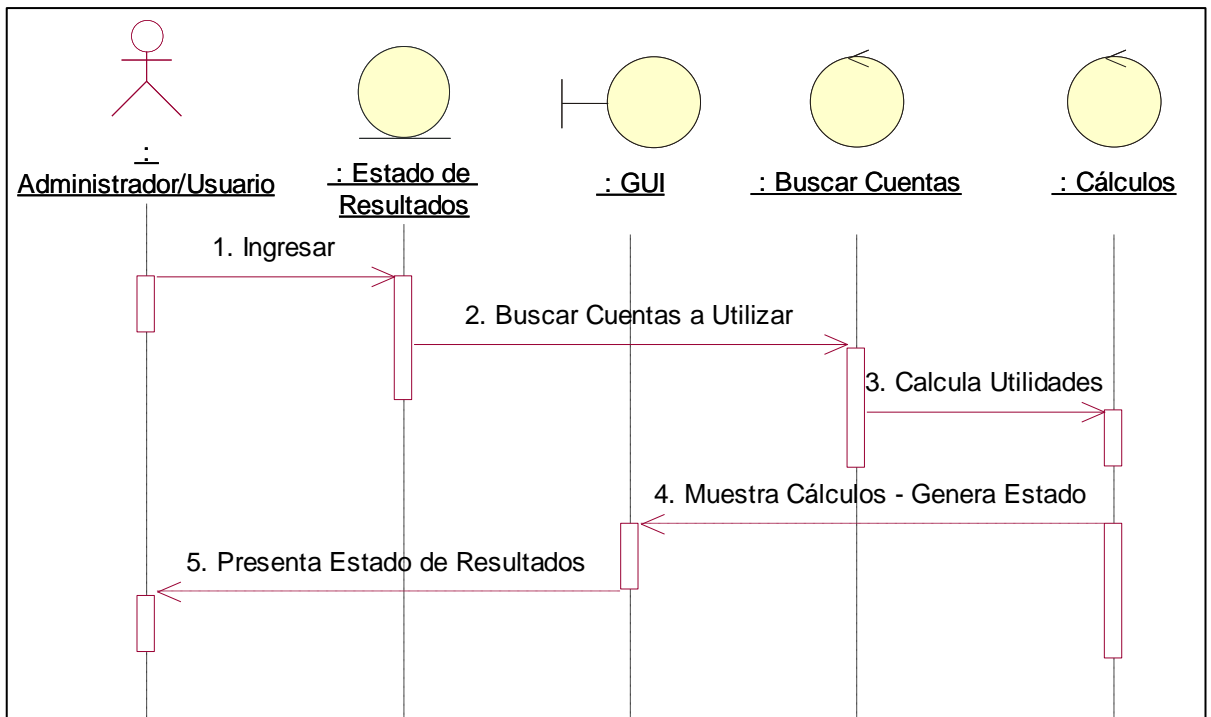 :
Administrador/Usuario
: Estado de
Resultados
: GUI
: Buscar Cuentas
: Cálculos
1. Ingresar
2. Buscar Cuentas a Utilizar
3. Calcula Utilidades
4. Muestra Cálculos - Genera Estado
5. Presenta Estado de Resultados